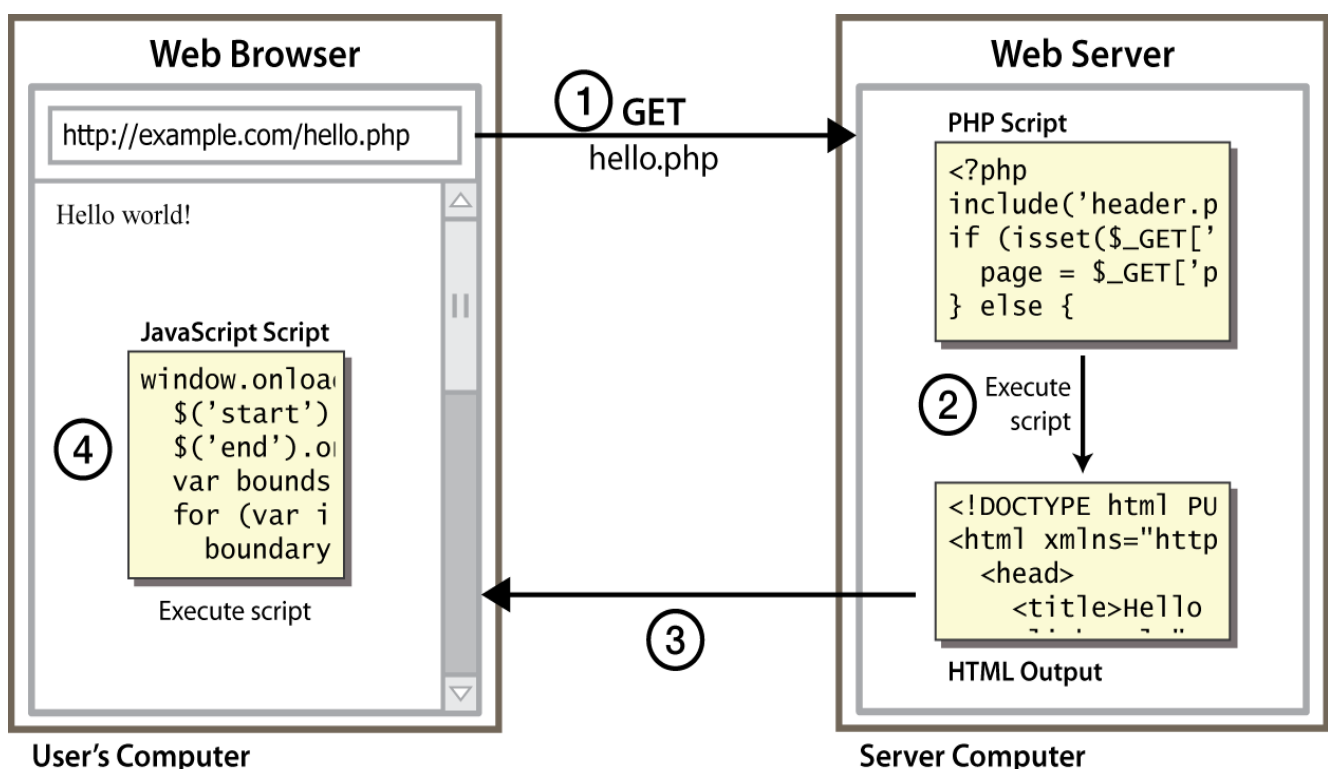 Web Browser
http://example.com/hello.php
Hello world!
JavaScript Script
window.onloa
$('start')
$('end').o
var bounds
for (var i
boundary
4
Execute script
User's Computer
1 GET
hello.php
3
Web Server
PHP Script
<?php
include('header.p
if (isset($_GET['
page = $_GET['p
} else {
2
Execute
script
<!DOCTYPE html PU
<html xmlns="http
<head>
<title>Hello
HTML Output
Server Computer